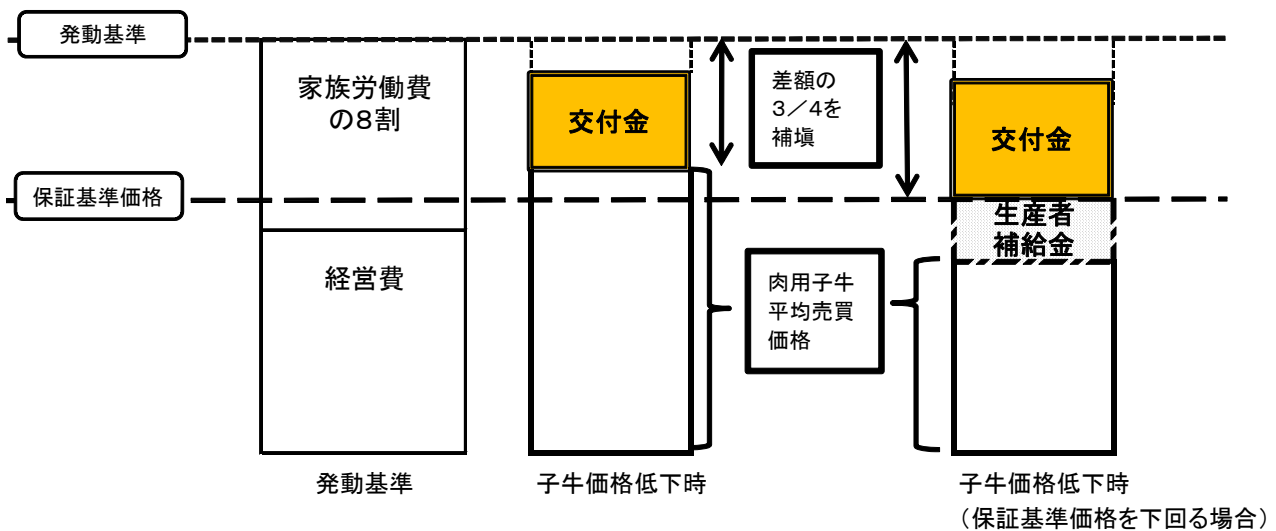 発動基準
家族労働費
の8割
交付金
差額の
3/4を
補塡
交付金
保証基準価格
生産者
補給金
経営費
肉用子牛
平均売買
価格
発動基準
子牛価格低下時
子牛価格低下時
(保証基準価格を下回る場合)